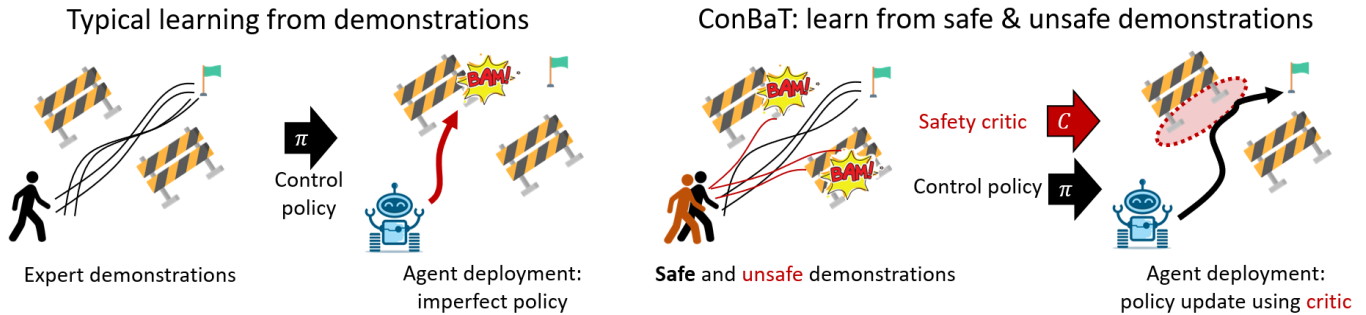 Typical learning from demonstrations
BAM!
π
Control
policy
Expert demonstrations
Agent deployment:
imperfect policy
ConBaT: learn from safe & unsafe demonstrations
BAM!
BAM!
Safety critic
C
Control policy
π
Safe and unsafe demonstrations
Agent deployment:
policy update using critic